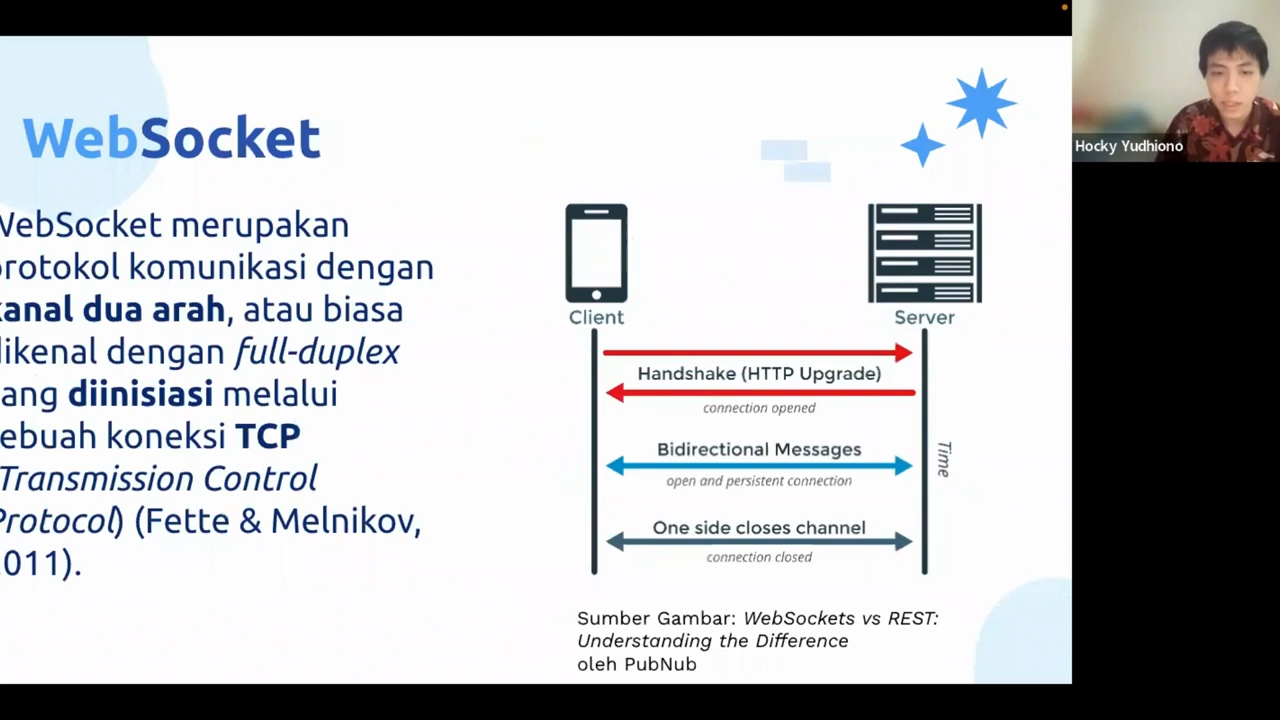 WebSocket
WebSocket merupakan
protokol komunikasi dengan
kanal dua arah, atau biasa
dikenal dengan full-duplex
yang diinisiasi melalui
sebuah koneksi TCP
(Transmission Control
Protocol) (Fette & Melnikov,
2011).
Client
Server
Handshake (HTTP Upgrade)
connection opened
Bidirectional Messages
open and persistent connection
Time
One side closes channel
connection closed
Sumber Gambar: WebSockets vs REST:
Understanding the Difference
oleh PubNub
Hocky Yudhiono